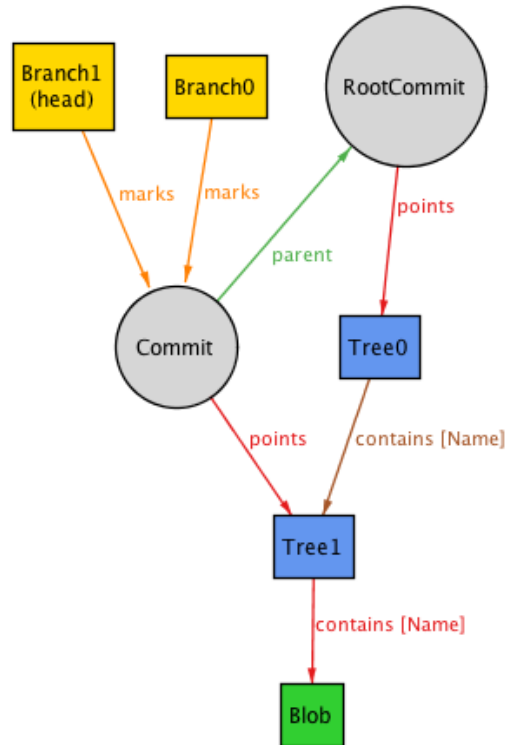 Branch1
(head)
Branch0
RootCommit
marks
marks
points
parent
Commit
Tree0
points
contains [Name]
Tree1
contains [Name]
Blob